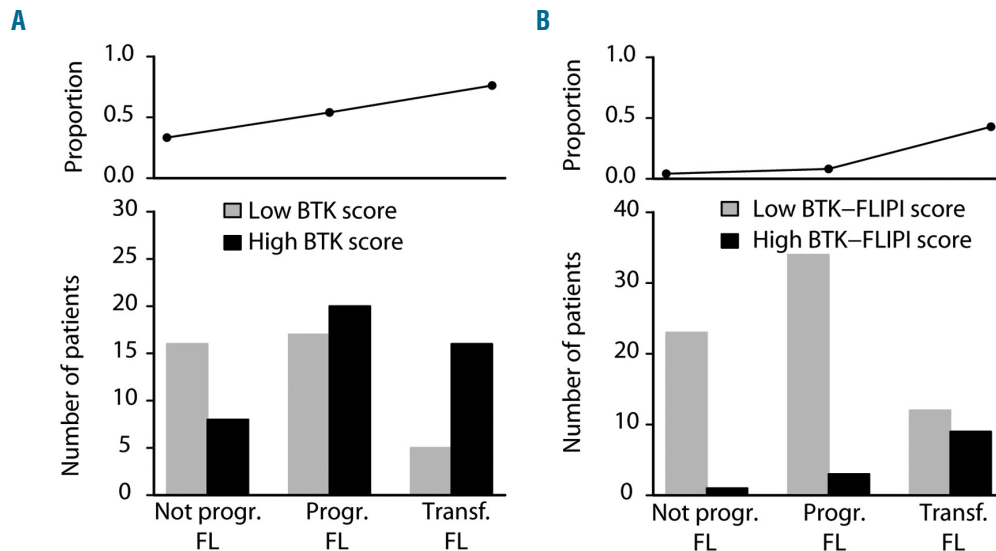 A
Proportion
1.0
0.5
0.0
Number of patients
30
25
20
15
10
5
0
Low BTK score
High BTK score
Not progr. FL
Progr. FL
Transf. FL
B
Proportion
1.0
0.5
0.0
Number of patients
40
30
20
10
0
Low BTK–FLIPI score
High BTK–FLIPI score
Not progr. FL
Progr. FL
Transf. FL